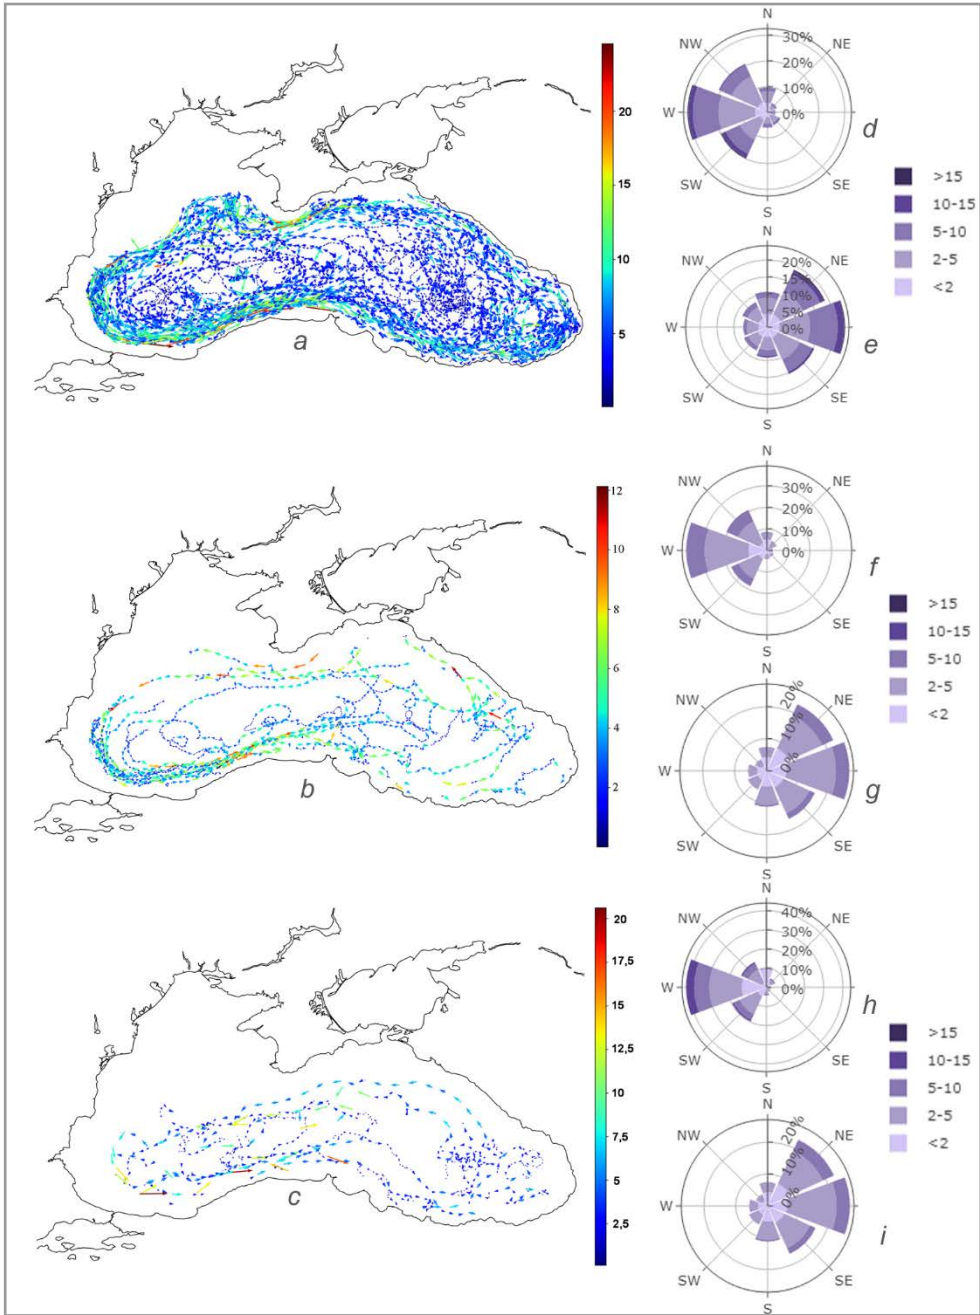 N
30%
NW
NE
20%
10%
W
0%
d
SW
SE
S
>15
10-15
5-10
2-5
<2
20
15
10
5
a
N
20%
NW
NE
15%
10%
5%
W
0%
e
SW
SE
S
12
10
8
6
4
2
b
N
30%
NW
NE
20%
10%
W
0%
f
SW
SE
S
>15
10-15
5-10
2-5
<2
N
20%
NW
NE
10%
0%
W
g
SW
SE
S
20
17,5
15
12,5
10
7,5
5
2,5
c
N
40%
NW
NE
30%
20%
10%
W
0%
h
SW
SE
S
>15
10-15
5-10
2-5
<2
N
20%
NW
NE
10%
0%
W
i
SW
SE
S